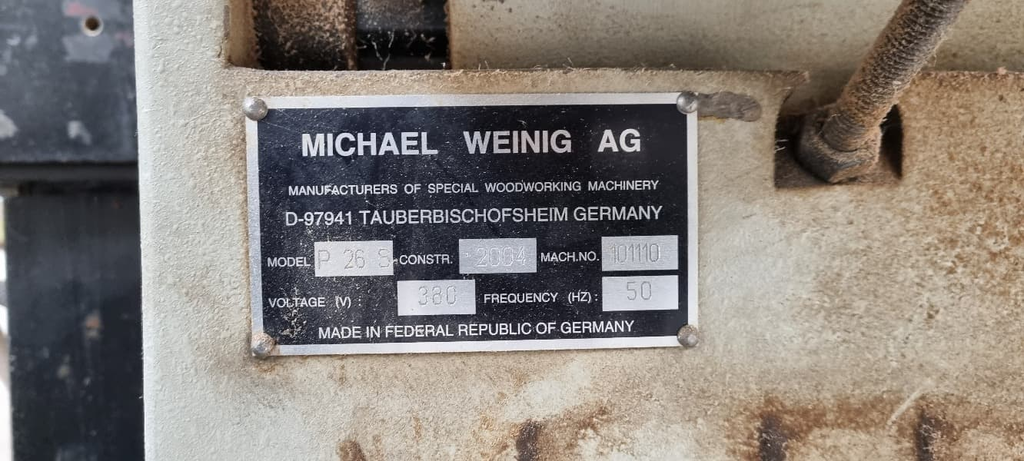 MICHAEL WEINIG AG
MANUFACTURERS OF SPECIAL WOODWORKING MACHINERY
D-97941 TAUBERBISCHOFSHEIM GERMANY
MODEL P 26 S CONSTR. 2004 MACH.NO. 101110
VOLTAGE (V) : 380 FREQUENCY (HZ) : 50
MADE IN FEDERAL REPUBLIC OF GERMANY